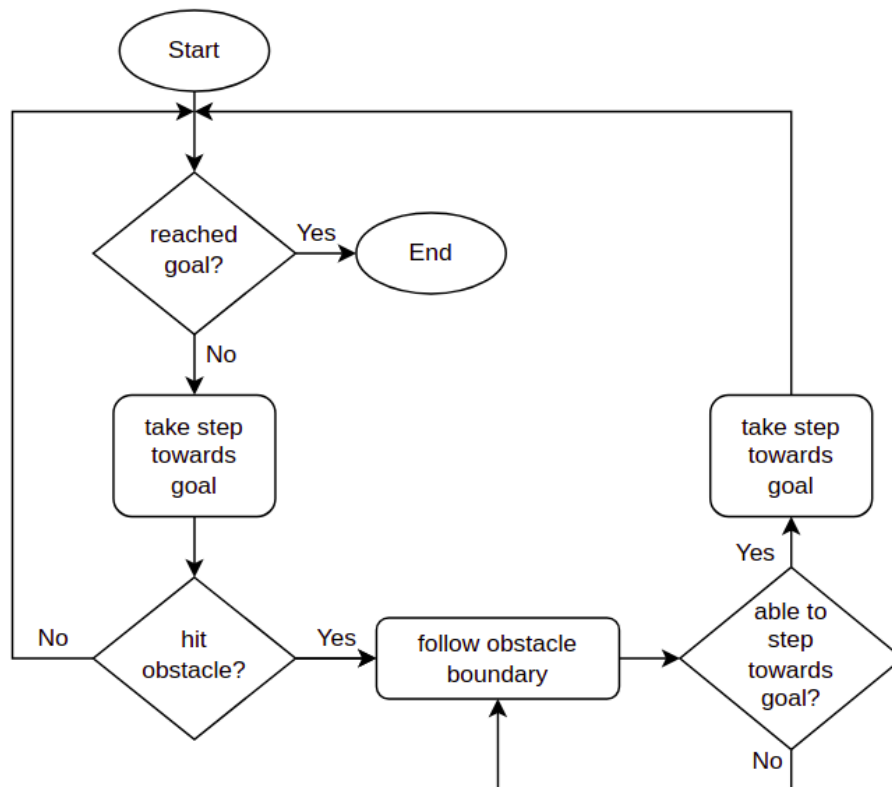 Start
reached
goal?
Yes
End
No
take step
towards
goal
take step
towards
goal
Yes
No
hit
obstacle?
Yes
follow obstacle
boundary
able to
step
towards
goal?
No